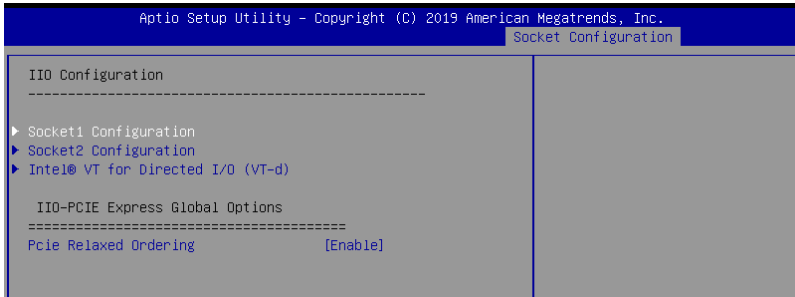 Aptio Setup Utility – Copyright (C) 2019 American Megatrends, Inc.
Socket Configuration
IIO Configuration
--------------------------------------------------
Socket1 Configuration
Socket2 Configuration
Intel® VT for Directed I/O (VT-d)
IIO-PCIE Express Global Options
========================================
Pcie Relaxed Ordering [Enable]